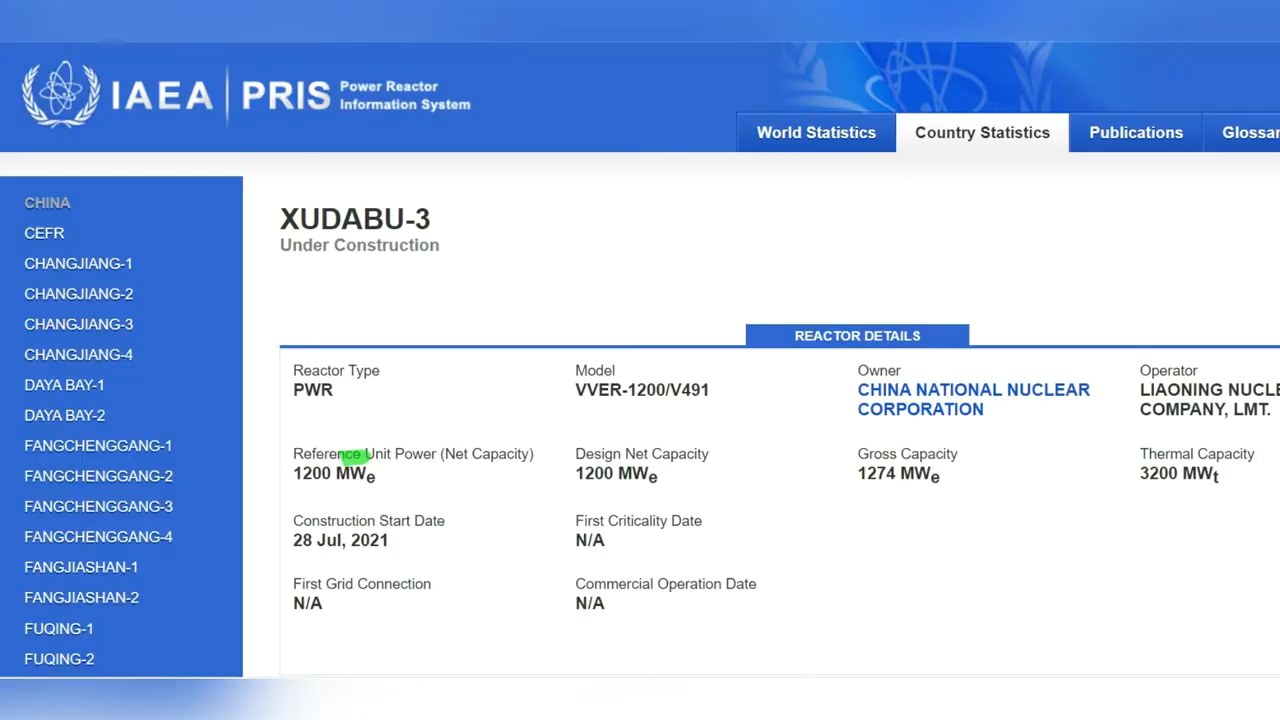 IAEA | PRIS Power Reactor
Information System
World Statistics Country Statistics Publications
CHINA
CEFR
CHANGJIANG-1
CHANGJIANG-2
CHANGJIANG-3
CHANGJIANG-4
DAYA BAY-1
DAYA BAY-2
FANGCHENGGANG-1
FANGCHENGGANG-2
FANGCHENGGANG-3
FANGCHENGGANG-4
FANGJIASHAN-1
FANGJIASHAN-2
FUQING-1
FUQING-2
XUDABU-3
Under Construction
REACTOR DETAILS
Reactor Type
PWR
Model
VVER-1200/V491
Owner
CHINA NATIONAL NUCLEAR
CORPORATION
Operator
LIAONING
COMPANY, LMT.
Reference Unit Power (Net Capacity)
1200 MWe
Design Net Capacity
1200 MWe
Gross Capacity
1274 MWe
Thermal Capacity
3200 MWt
Construction Start Date
28 Jul, 2021
First Criticality Date
N/A
First Grid Connection
N/A
Commercial Operation Date
N/A